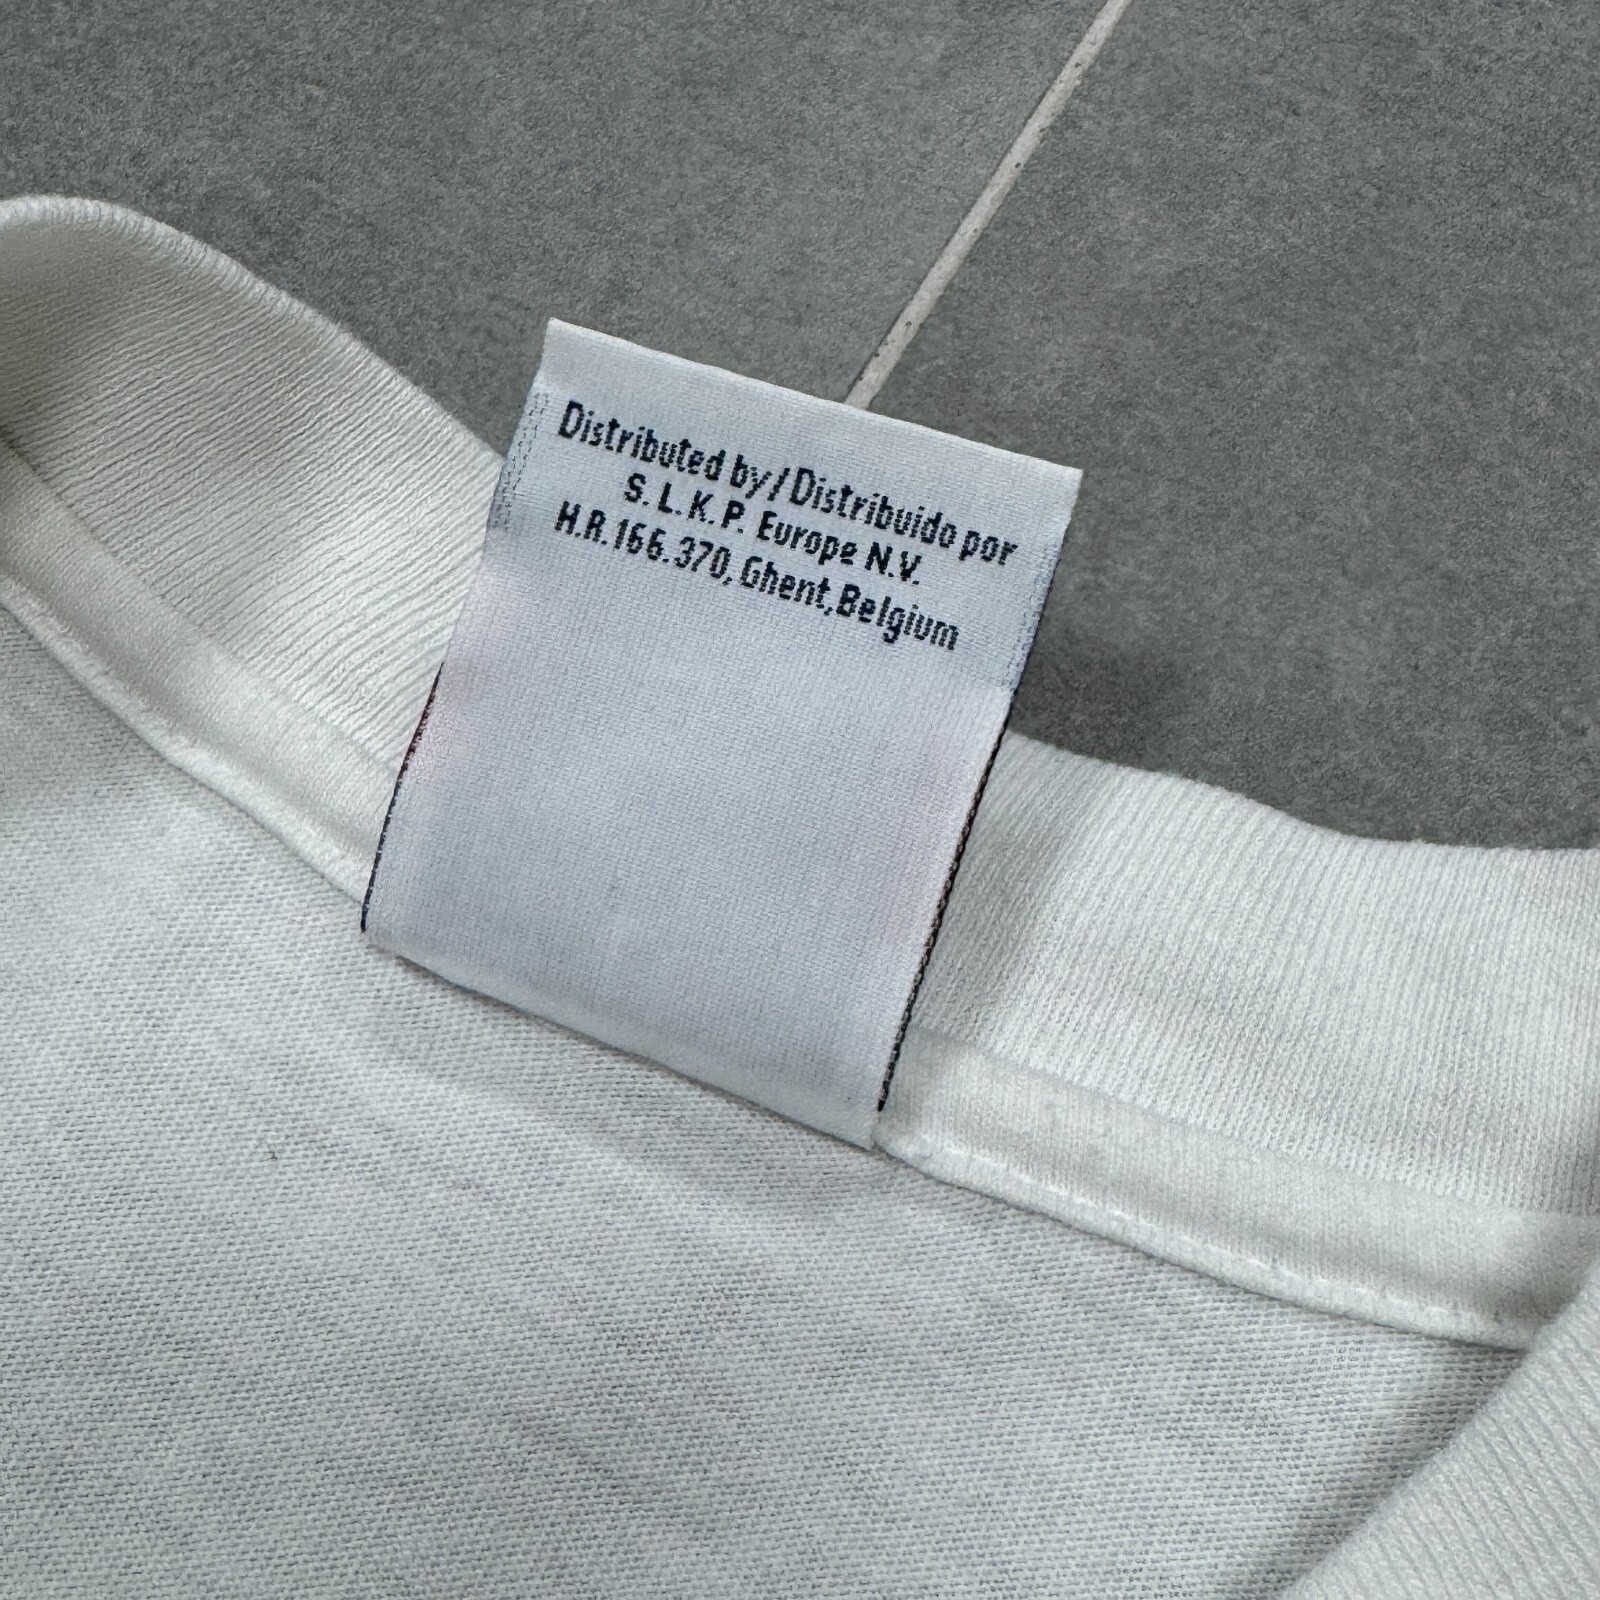 Distributed by/Distribuido por
S.L.K.P. Europe N.V.
H.R.166.370, Ghent,Belgium